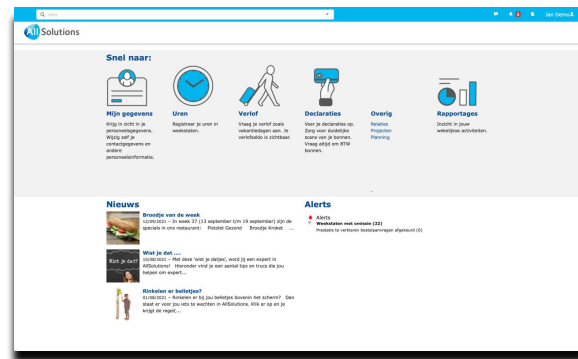 Jan Demo
All Solutions
Snel naar:
Mijn gegevens
Krijg in zicht in je
personeelsgegevens.
Wijzig zelf je
contactgegevens en
andere
personeelsinformatie.
Uren
Registreer je uren in
weekstaten.
Verlof
Vraag je verlof zoals
vakantiedagen aan. Je
verlofsaldo is zichtbaar.
Declaraties
Voer je declaraties op.
Zorg voor duidelijke
scans van je bonnen.
Vraag altijd om BTW
bonnen.
Overig
Relaties
Projecten
Planning
Rapportages
Inzicht in jouw
wekelijkse activiteiten.
Nieuws
Broodje van de week
13/09/2021 – In week 37 (13 september t/m 19 september) zijn de
specials in ons restaurant: Pistolet Gezond Broodje Kroket ...
Wist je dat?
Wist je dat ....
10/08/2021 – Met deze 'wist je datjes', word jij een expert in
AllSolutions! Hieronder vind je een aantal tips en trucs die jou
helpen om expert...
Rinkelen er belletjes?
01/08/2021 – Rinkelen er bij jou belletjes bovenin het scherm? Dan
staat er voor jou iets te wachten in AllSolutions. Klik er op en je
krijgt de regel(...
Alerts
Alerts
Weekstaten met omissie (22)
Prestatie te verklaren bestelaanvragen afgekeurd (0)